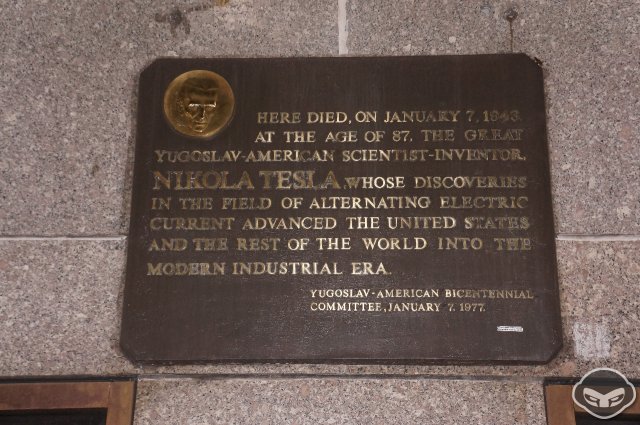 HERE DIED, ON JANUARY 7, 1943.
AT THE AGE OF 87, THE GREAT
YUGOSLAV-AMERICAN SCIENTIST-INVENTOR,
NIKOLA TESLA, WHOSE DISCOVERIES
IN THE FIELD OF ALTERNATING ELECTRIC
CURRENT ADVANCED THE UNITED STATES
AND THE REST OF THE WORLD INTO THE
MODERN INDUSTRIAL ERA.
YUGOSLAV-AMERICAN BICENTENNIAL
COMMITTEE, JANUARY 7, 1977.